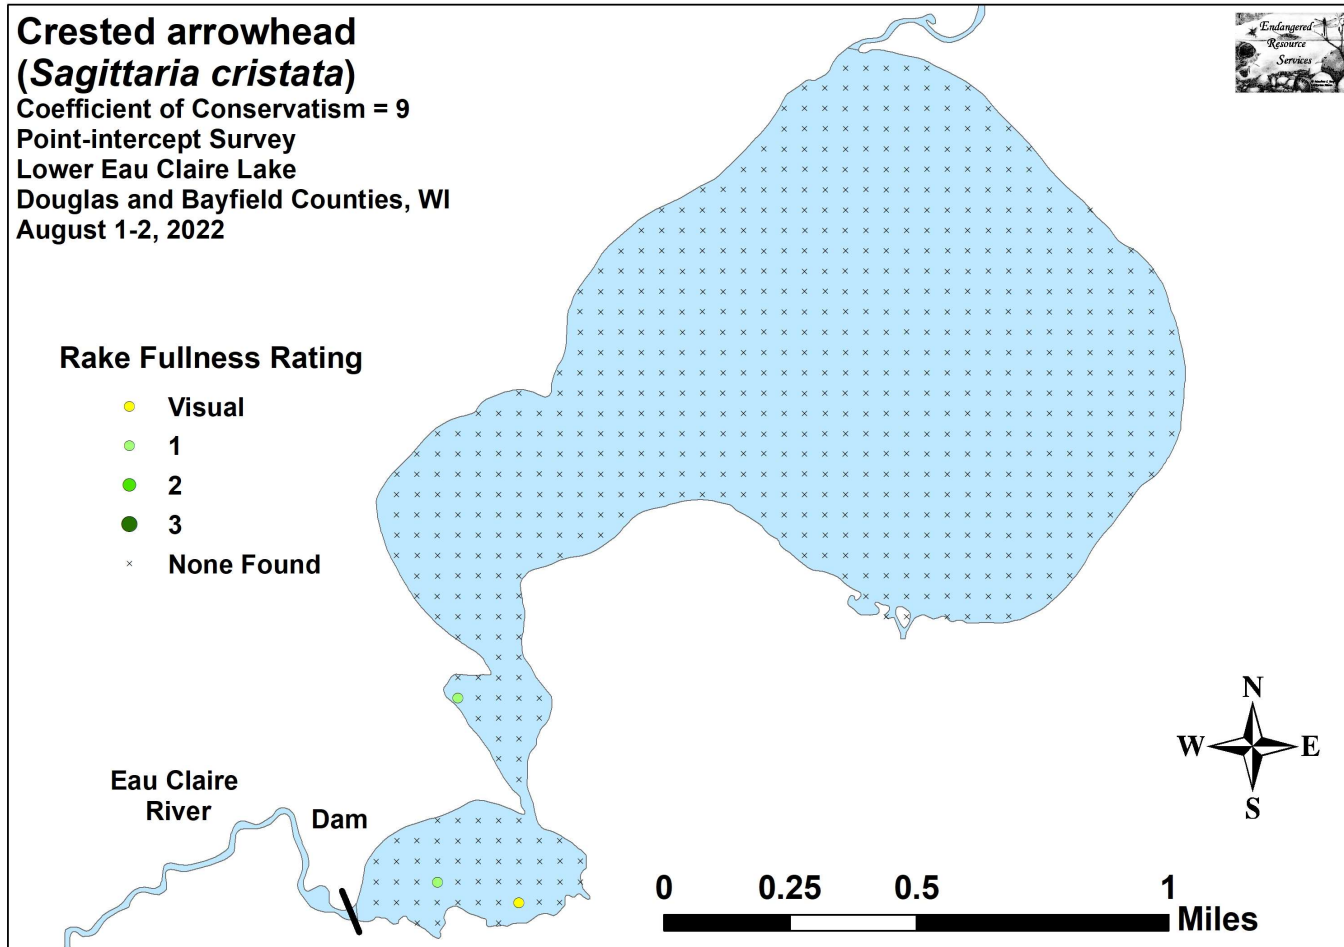 Crested arrowhead
(Sagittaria cristata)
Coefficient of Conservatism = 9
Point-intercept Survey
Lower Eau Claire Lake
Douglas and Bayfield Counties, WI
August 1-2, 2022
Endangered
Resource
Services
Rake Fullness Rating
Visual
1
2
3
None Found
Eau Claire
River
Dam
N
W E
S
0 0.25 0.5 1
Miles